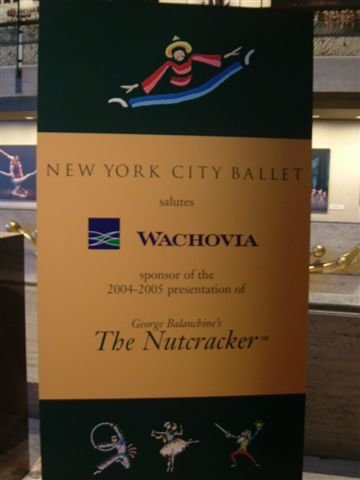 NEW YORK CITY BALLET
salutes
WACHOVIA
sponsor of the
2004-2005 presentation of
George Balanchine's
The Nutcracker™